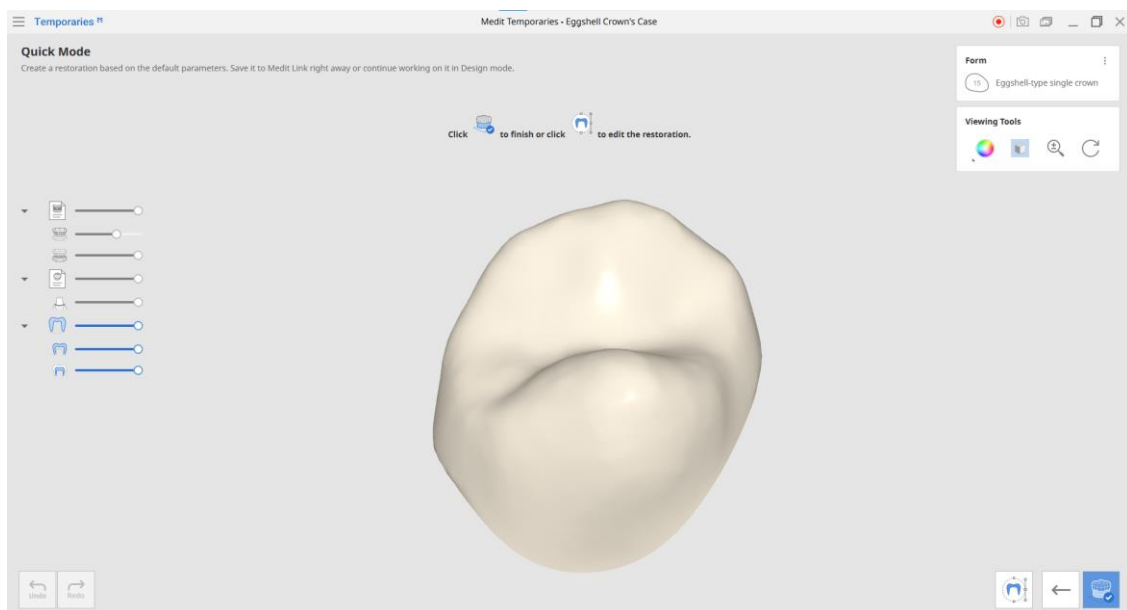 Temporaries
Medit Temporaries - Eggshell Crown's Case
Quick Mode
Create a restoration based on the default parameters. Save it to Medit Link right away or continue working on it in Design mode.
Click to finish or click to edit the restoration.
Form
15 Eggshell-type single crown
Viewing Tools
Undo Redo